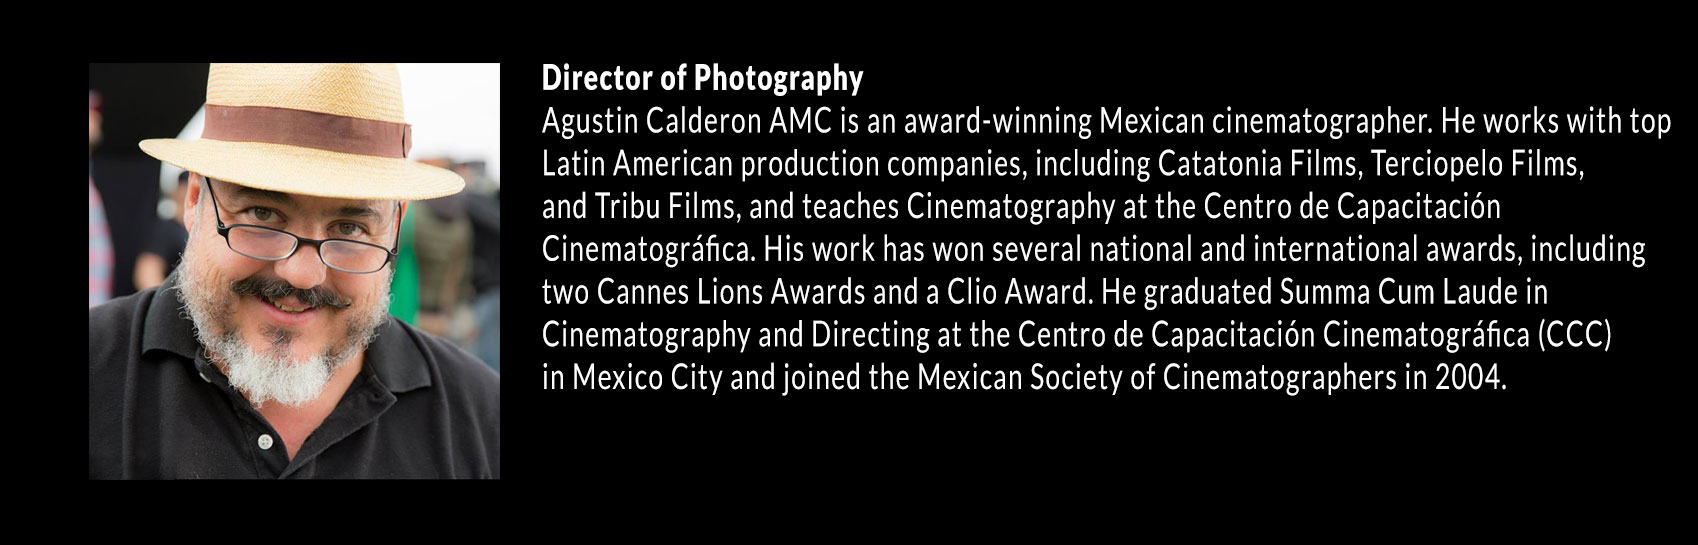 Director of Photography
Agustin Calderon AMC is an award-winning Mexican cinematographer. He works with top
Latin American production companies, including Catatonia Films, Terciopelo Films,
and Tribu Films, and teaches Cinematography at the Centro de Capacitación
Cinematográfica. His work has won several national and international awards, including
two Cannes Lions Awards and a Clio Award. He graduated Summa Cum Laude in
Cinematography and Directing at the Centro de Capacitación Cinematográfica (CCC)
in Mexico City and joined the Mexican Society of Cinematographers in 2004.